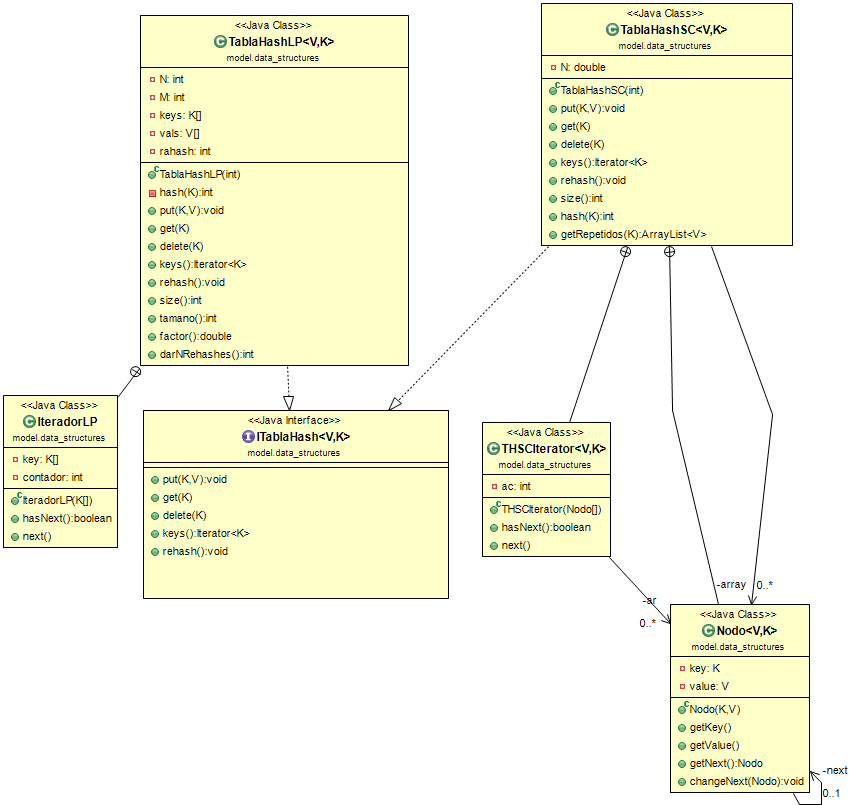 <<Java Class>>
TablaHashLP<V,K>
model.data_structures
N: int
M: int
keys: K[]
vals: V[]
rahash: int
TablaHashLP(int)
hash(K):int
put(K,V):void
get(K)
delete(K)
keys():Iterator<K>
rehash():void
size():int
tamano():int
factor():double
darNRehashes():int
<<Java Class>>
TablaHashSC<V,K>
model.data_structures
N: double
TablaHashSC(int)
put(K,V):void
get(K)
delete(K)
keys():Iterator<K>
rehash():void
size():int
hash(K):int
getRepetidos(K):ArrayList<V>
<<Java Class>>
IteradorLP
model.data_structures
key: K[]
contador: int
IteradorLP(K[])
hasNext():boolean
next()
<<Java Interface>>
ITablaHash<V,K>
model.data_structures
put(K,V):void
get(K)
delete(K)
keys():Iterator<K>
rehash():void
<<Java Class>>
THSCIterator<V,K>
model.data_structures
ac: int
THSCIterator(Nodo[])
hasNext():boolean
next()
-ar
0..*
-array
0..*
<<Java Class>>
Nodo<V,K>
model.data_structures
key: K
value: V
Nodo(K,V)
getKey()
getValue()
getNext():Nodo
changeNext(Nodo):void
-next
0..1